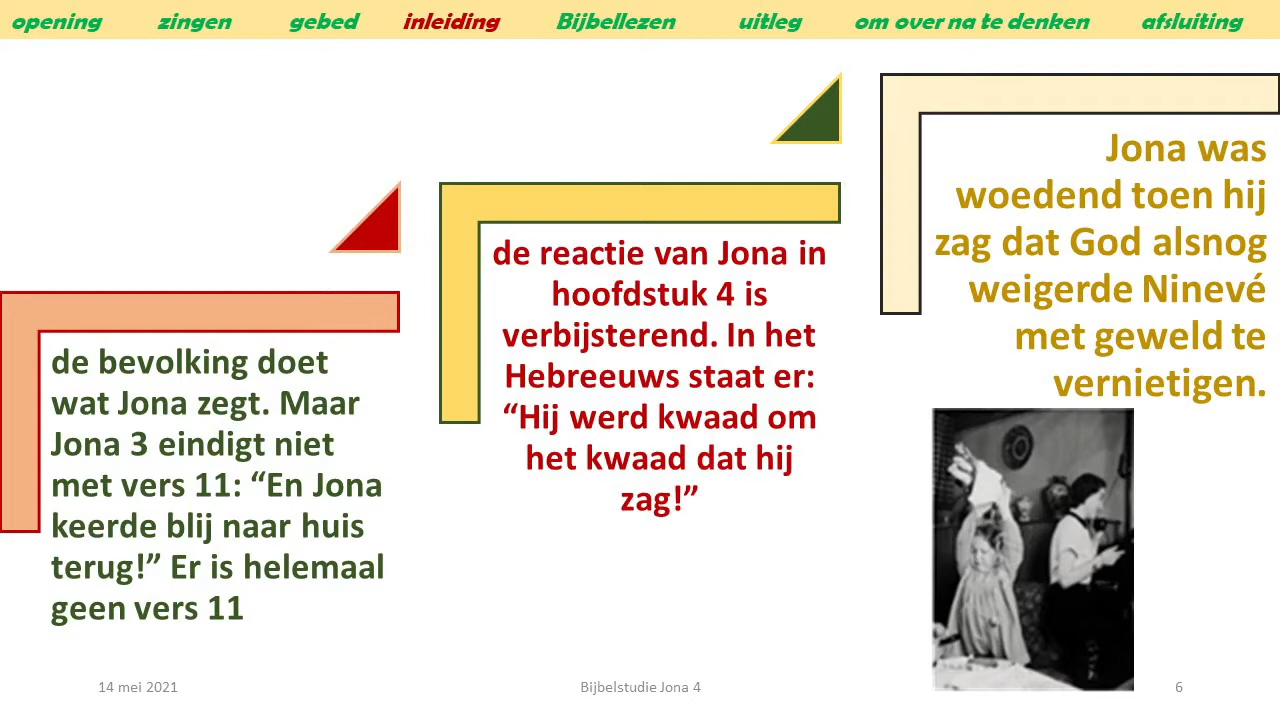 opening zingen gebed inleiding Bijbellezen uitleg om over na te denken afsluiting
de bevolking doet
wat Jona zegt. Maar
Jona 3 eindigt niet
met vers 11: “En Jona
keerde blij naar huis
terug!” Er is helemaal
geen vers 11
de reactie van Jona in
hoofdstuk 4 is
verbijsterend. In het
Hebreeuws staat er:
“Hij werd kwaad om
het kwaad dat hij
zag!”
Jona was
woedend toen hij
zag dat God alsnog
weigerde Ninevé
met geweld te
vernietigen.
14 mei 2021
Bijbelstudie Jona 4
6